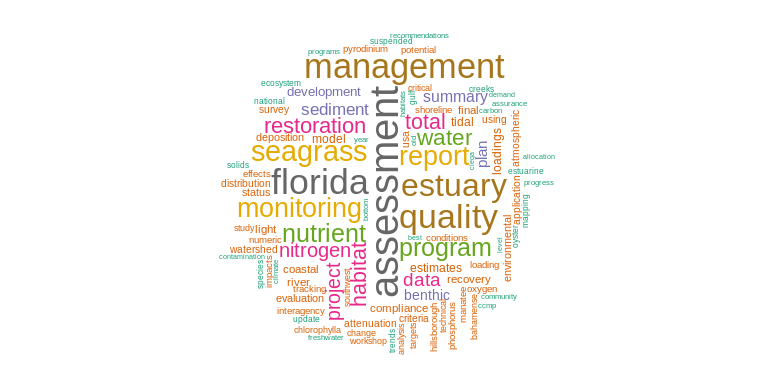 recommendations
suspended
programs
pyrodinium
potential
management
ecosystem
critical
creeks
development
habitats
gulf
summary
demand
national
sediment
shoreline
final
carbon
assurance
survey
restoration
total
tidal
using
deposition
model
year
usa
old
water
atmospheric
solids
seagrass
assessment
report
ciega
plan
loadings
allocation
effects
estuarine
distribution
florida
estuary
progress
status
monitoring
bottom
quality
application
mapping
study
light
nutrient
best
conditions
environmental
oyster
numeric
watershed
nitrogen
program
level
contamination
species
impacts
climate
coastal
habitat
estimates
loading
river
project
southwest
data
recovery
tracking
benthic
manatee
oxygen
evaluation
community
interagency
compliance
ccmp
update
attenuation
criteria
hillsborough
technical
phosphorus
bahamense
chlorophylla
change
trends
analysis
targets
freshwater
workshop